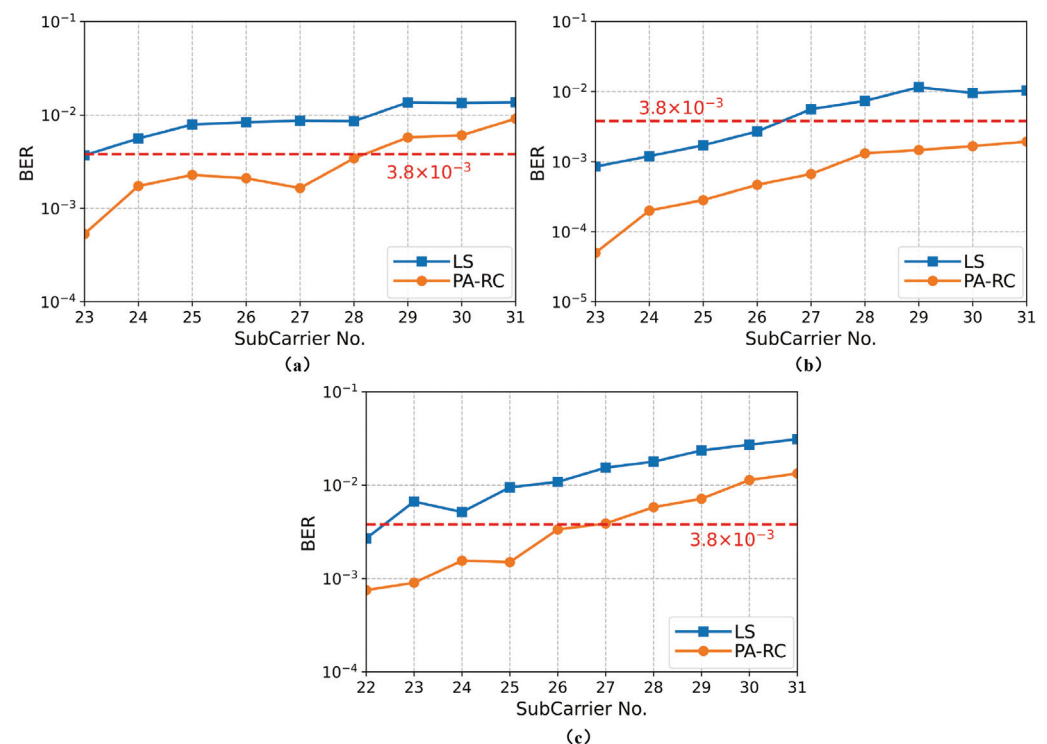 10⁻¹
10⁻²
10⁻³
10⁻⁴
BER
3.8×10⁻³
LS
PA-RC
23 24 25 26 27 28 29 30 31
SubCarrier No.
(a)
10⁻¹
10⁻²
10⁻³
10⁻⁴
10⁻⁵
BER
3.8×10⁻³
LS
PA-RC
23 24 25 26 27 28 29 30 31
SubCarrier No.
(b)
10⁻¹
10⁻²
10⁻³
10⁻⁴
BER
3.8×10⁻³
LS
PA-RC
22 23 24 25 26 27 28 29 30 31
SubCarrier No.
(c)